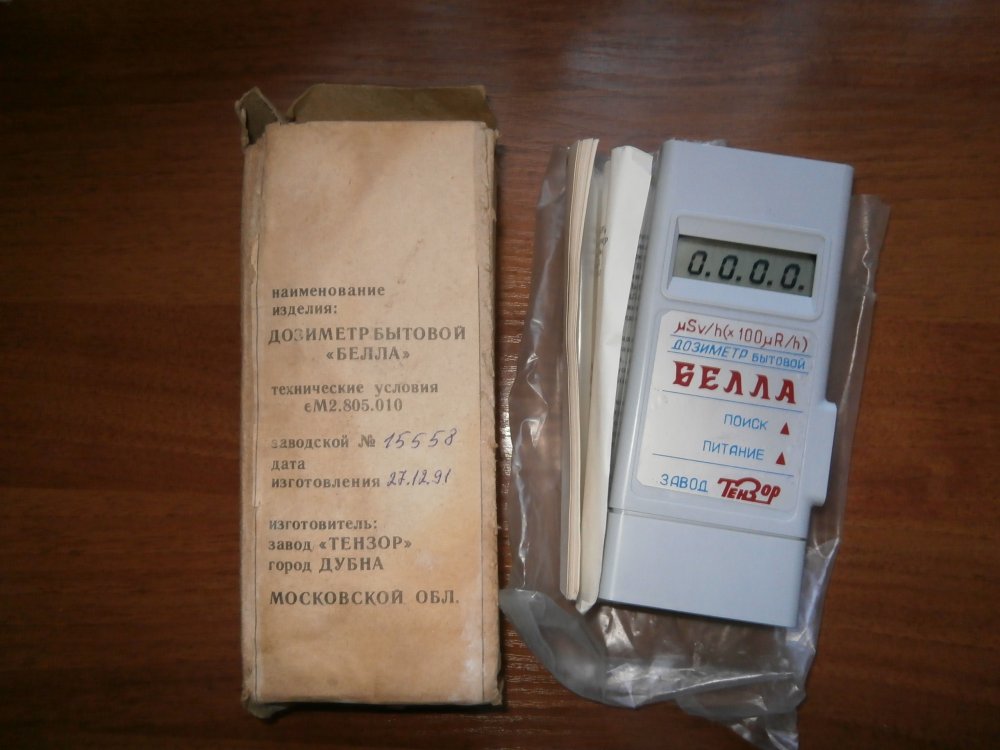 наименование
изделия:
ДОЗИМЕТР БЫТОВОЙ
«БЕЛЛА»
технические условия
еМ2.805.010
заводской № 15558
дата
изготовления 27.12.91
изготовитель:
завод «ТЕНЗОР»
город ДУБНА
МОСКОВСКОЙ ОБЛ.
0.0.0.0.
µSv/h(x100µR/h)
ДОЗИМЕТР БЫТОВОЙ
БЕЛЛА
ПОИСК ▲
ПИТАНИЕ ▲
ЗАВОД ТЕНЗОР